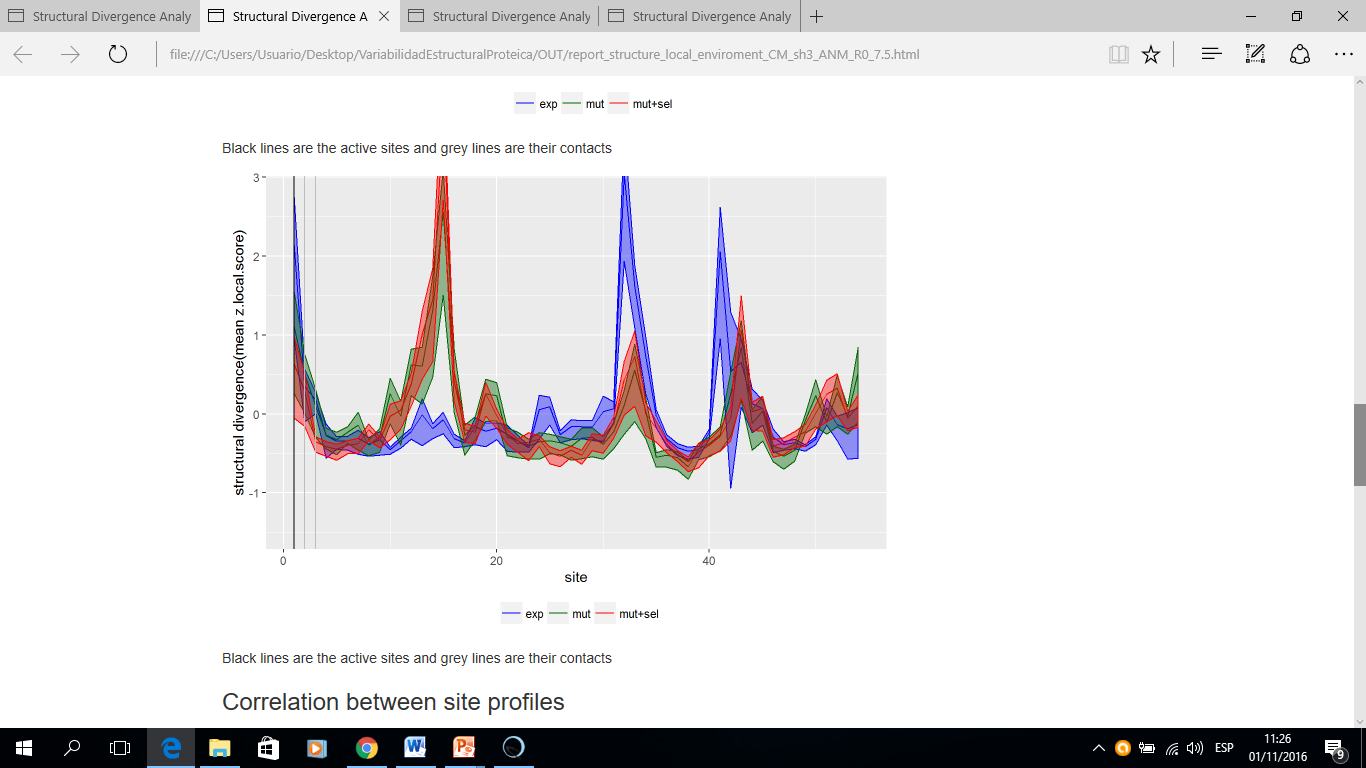 Structural Divergence Analy
Structural Divergence A
Structural Divergence Analy
Structural Divergence Analy
file:///C:/Users/Usuario/Desktop/VariabilidadEstructuralProteica/OUT/report_structure_local_enviroment_CM_sh3_ANM_R0_7.5.html
exp mut mut+sel
Black lines are the active sites and grey lines are their contacts
structural divergence(mean z.local.score)
3
2
1
0
-1
0 20 40
site
exp mut mut+sel
Black lines are the active sites and grey lines are their contacts
Correlation between site profiles
ESP
11:26
01/11/2016
9